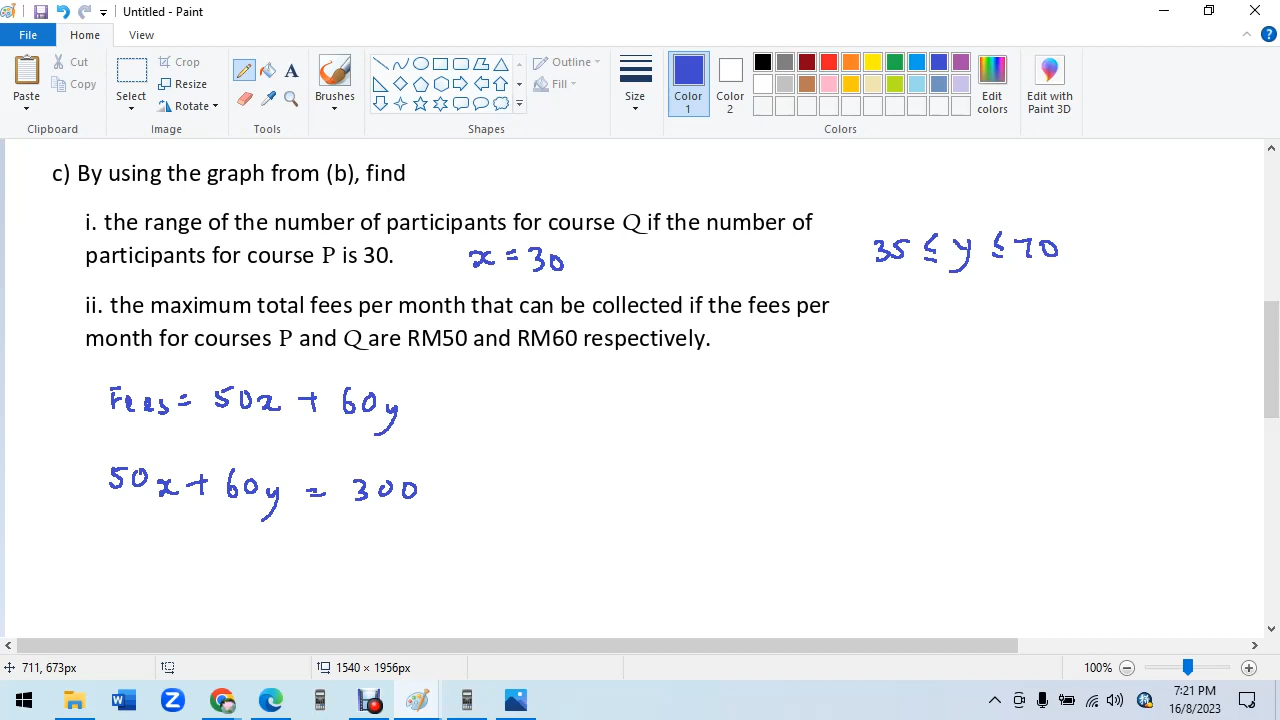 Untitled - Paint
File Home View
Cut
Copy
Paste
Clipboard
Crop
Resize
Rotate
Select
Image
Tools
Brushes
Outline
Fill
Shapes
Size
Color 1
Color 2
Edit colors
Edit with Paint 3D
Colors
c) By using the graph from (b), find
i. the range of the number of participants for course Q if the number of
participants for course P is 30.
x = 30
35 ≤ y ≤ 70
ii. the maximum total fees per month that can be collected if the fees per
month for courses P and Q are RM50 and RM60 respectively.
Fees = 50x + 60y
50x + 60y = 300
711, 673px
1540 × 1956px
100%
7:21 PM
16/8/2023